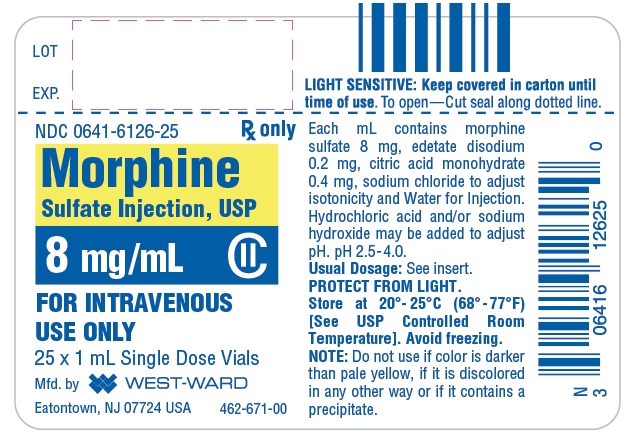 LOT
EXP.
LIGHT SENSITIVE: Keep covered in carton until
time of use. To open—Cut seal along dotted line.
NDC 0641-6126-25 ℞ only
Morphine
Sulfate Injection, USP
8 mg/mL CII
FOR INTRAVENOUS
USE ONLY
25 x 1 mL Single Dose Vials
Mfd. by WEST-WARD
Eatontown, NJ 07724 USA 462-671-00
Each mL contains morphine
sulfate 8 mg, edetate disodium
0.2 mg, citric acid monohydrate
0.4 mg, sodium chloride to adjust
isotonicity and Water for Injection.
Hydrochloric acid and/or sodium
hydroxide may be added to adjust
pH. pH 2.5-4.0.
Usual Dosage: See insert.
PROTECT FROM LIGHT.
Store at 20°-25°C (68°-77°F)
[See USP Controlled Room
Temperature]. Avoid freezing.
NOTE: Do not use if color is darker
than pale yellow, if it is discolored
in any other way or if it contains a
precipitate.
N
3 06416 12625 0